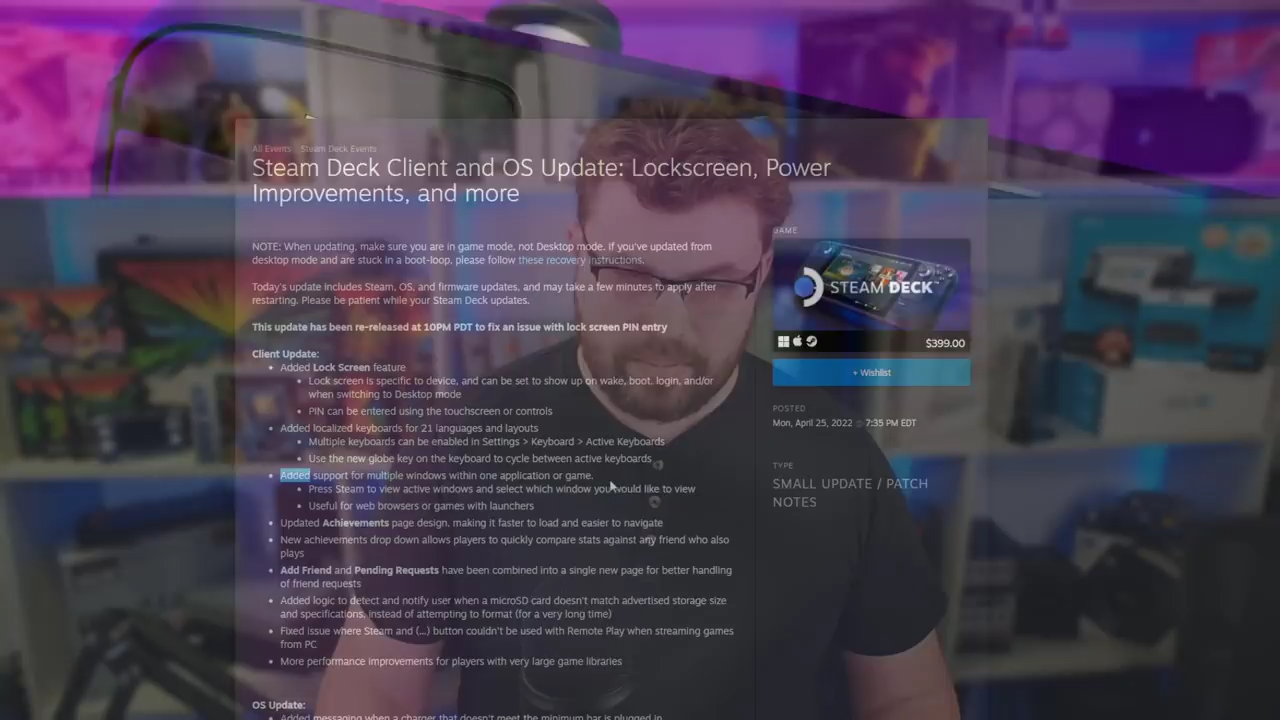 All Events Steam Deck Events
Steam Deck Client and OS Update: Lockscreen, Power
Improvements, and more
NOTE: When updating, make sure you are in game mode, not Desktop mode. If you've updated from
desktop mode and are stuck in a boot-loop, please follow these recovery instructions.
Today's update includes Steam, OS, and firmware updates, and may take a few minutes to apply after
restarting. Please be patient while your Steam Deck updates.
This update has been re-released at 10PM PDT to fix an issue with lock screen PIN entry
Client Update:
• Added Lock Screen feature
• Lock screen is specific to device, and can be set to show up on wake, boot, login, and/or
when switching to Desktop mode
• PIN can be entered using the touchscreen or controls
• Added localized keyboards for 21 languages and layouts
• Multiple keyboards can be enabled in Settings > Keyboard > Active Keyboards
• Use the new globe key on the keyboard to cycle between active keyboards
• Added support for multiple windows within one application or game.
• Press Steam to view active windows and select which window you would like to view
• Useful for web browsers or games with launchers
• Updated Achievements page design, making it faster to load and easier to navigate
• New achievements drop down allows players to quickly compare stats against any friend who also
plays
• Add Friend and Pending Requests have been combined into a single new page for better handling
of friend requests
• Added logic to detect and notify user when a microSD card doesn't match advertised storage size
and specifications, instead of attempting to format (for a very long time)
• Fixed issue where Steam and (...) button couldn't be used with Remote Play when streaming games
from PC
• More performance improvements for players with very large game libraries
OS Update:
• Added messaging when a charger that doesn't meet the minimum bar is plugged in
GAME
STEAM DECK
$399.00
+ Wishlist
POSTED
Mon, April 25, 2022 @ 7:35 PM EDT
TYPE
SMALL UPDATE / PATCH
NOTES